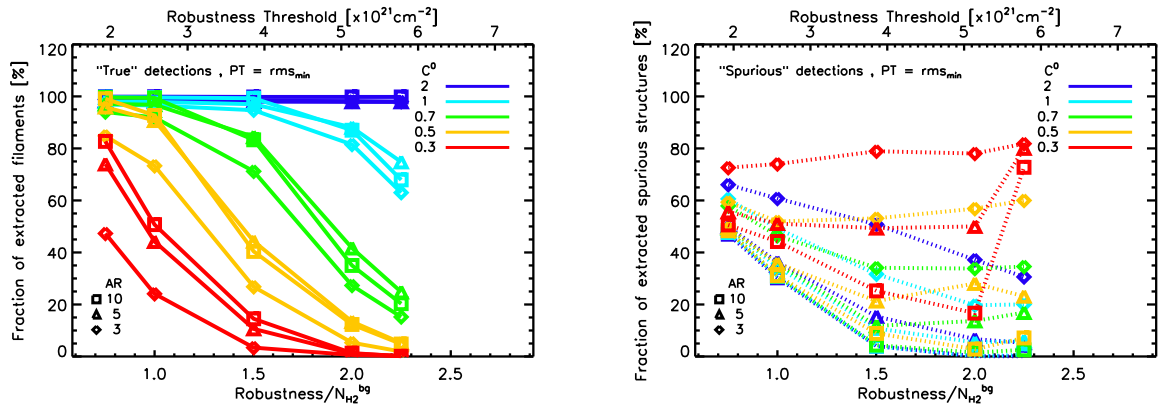 Robustness Threshold [x10²¹cm⁻²]
2 3 4 5 6 7
Fraction of extracted filaments [%]
120
100
80
60
40
20
0
"True" detections , PT = rms_min
C⁰
2
1
0.7
0.5
0.3
AR
10
5
3
1.0 1.5 2.0 2.5
Robustness/N_H2^bg
Robustness Threshold [x10²¹cm⁻²]
2 3 4 5 6 7
Fraction of extracted spurious structures [%]
120
100
80
60
40
20
0
"Spurious" detections , PT = rms_min
C⁰
2
1
0.7
0.5
0.3
AR
10
5
3
1.0 1.5 2.0 2.5
Robustness/N_H2^bg